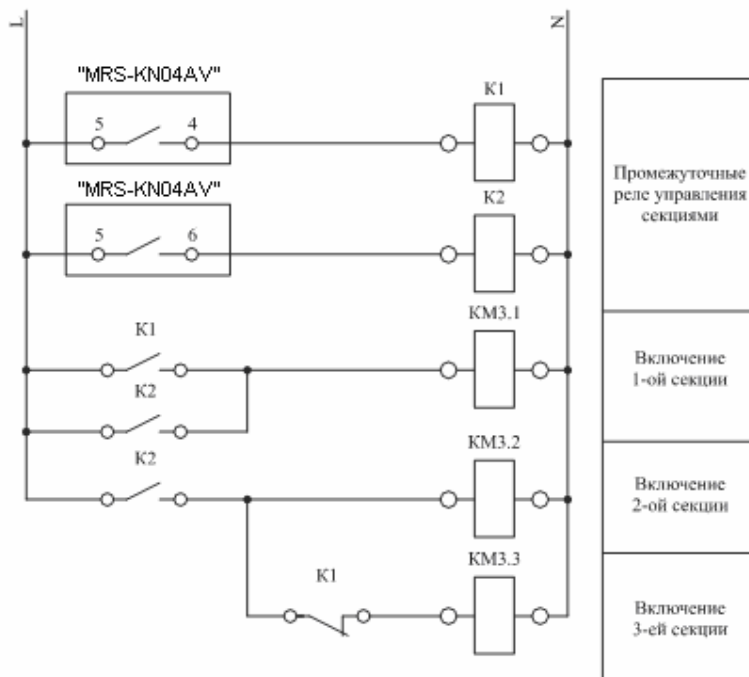 L
N
"MRS-KN04AV"
5 4
K1
"MRS-KN04AV"
5 6
K2
Промежуточные
реле управления
секциями
K1
KM3.1
Включение
1-ой секции
K2
K2
KM3.2
Включение
2-ой секции
K1
KM3.3
Включение
3-ей секции